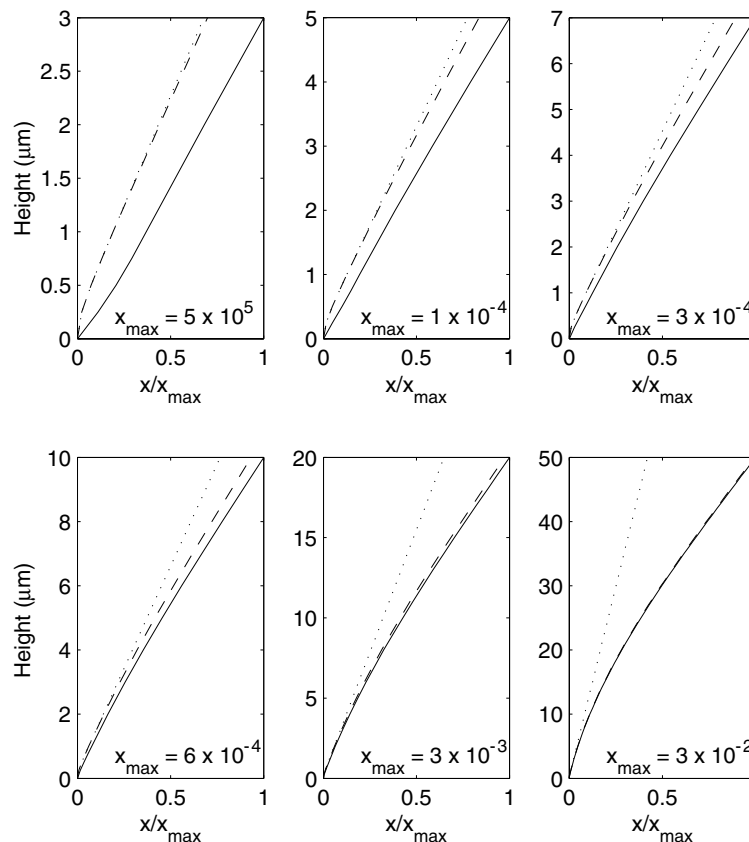 3
2.5
2
1.5
1
0.5
0
Height (μm)
0 0.5 1
x/x_max
x_max = 5 x 10^5
5
4
3
2
1
0
0 0.5 1
x/x_max
x_max = 1 x 10^-4
7
6
5
4
3
2
1
0
0 0.5
x/x_max
x_max = 3 x 10^-4
10
8
6
4
2
0
Height (μm)
0 0.5 1
x/x_max
x_max = 6 x 10^-4
20
15
10
5
0
0 0.5 1
x/x_max
x_max = 3 x 10^-3
50
40
30
20
10
0
0 0.5
x/x_max
x_max = 3 x 10^-2